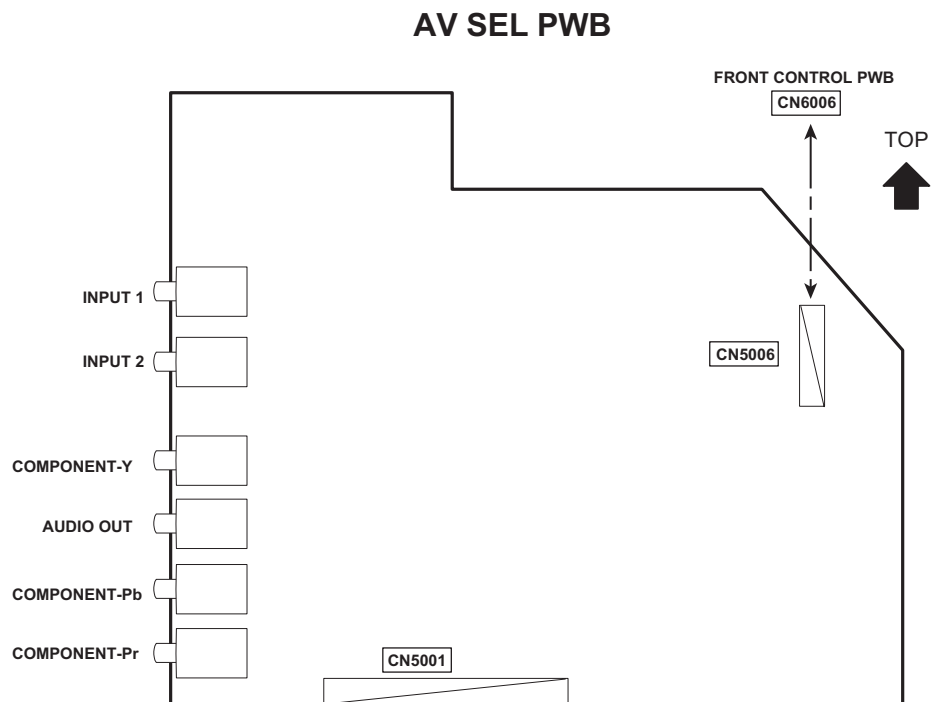 AV SEL PWB
FRONT CONTROL PWB
CN6006
TOP
INPUT 1
INPUT 2
CN5006
COMPONENT-Y
AUDIO OUT
COMPONENT-Pb
COMPONENT-Pr
CN5001